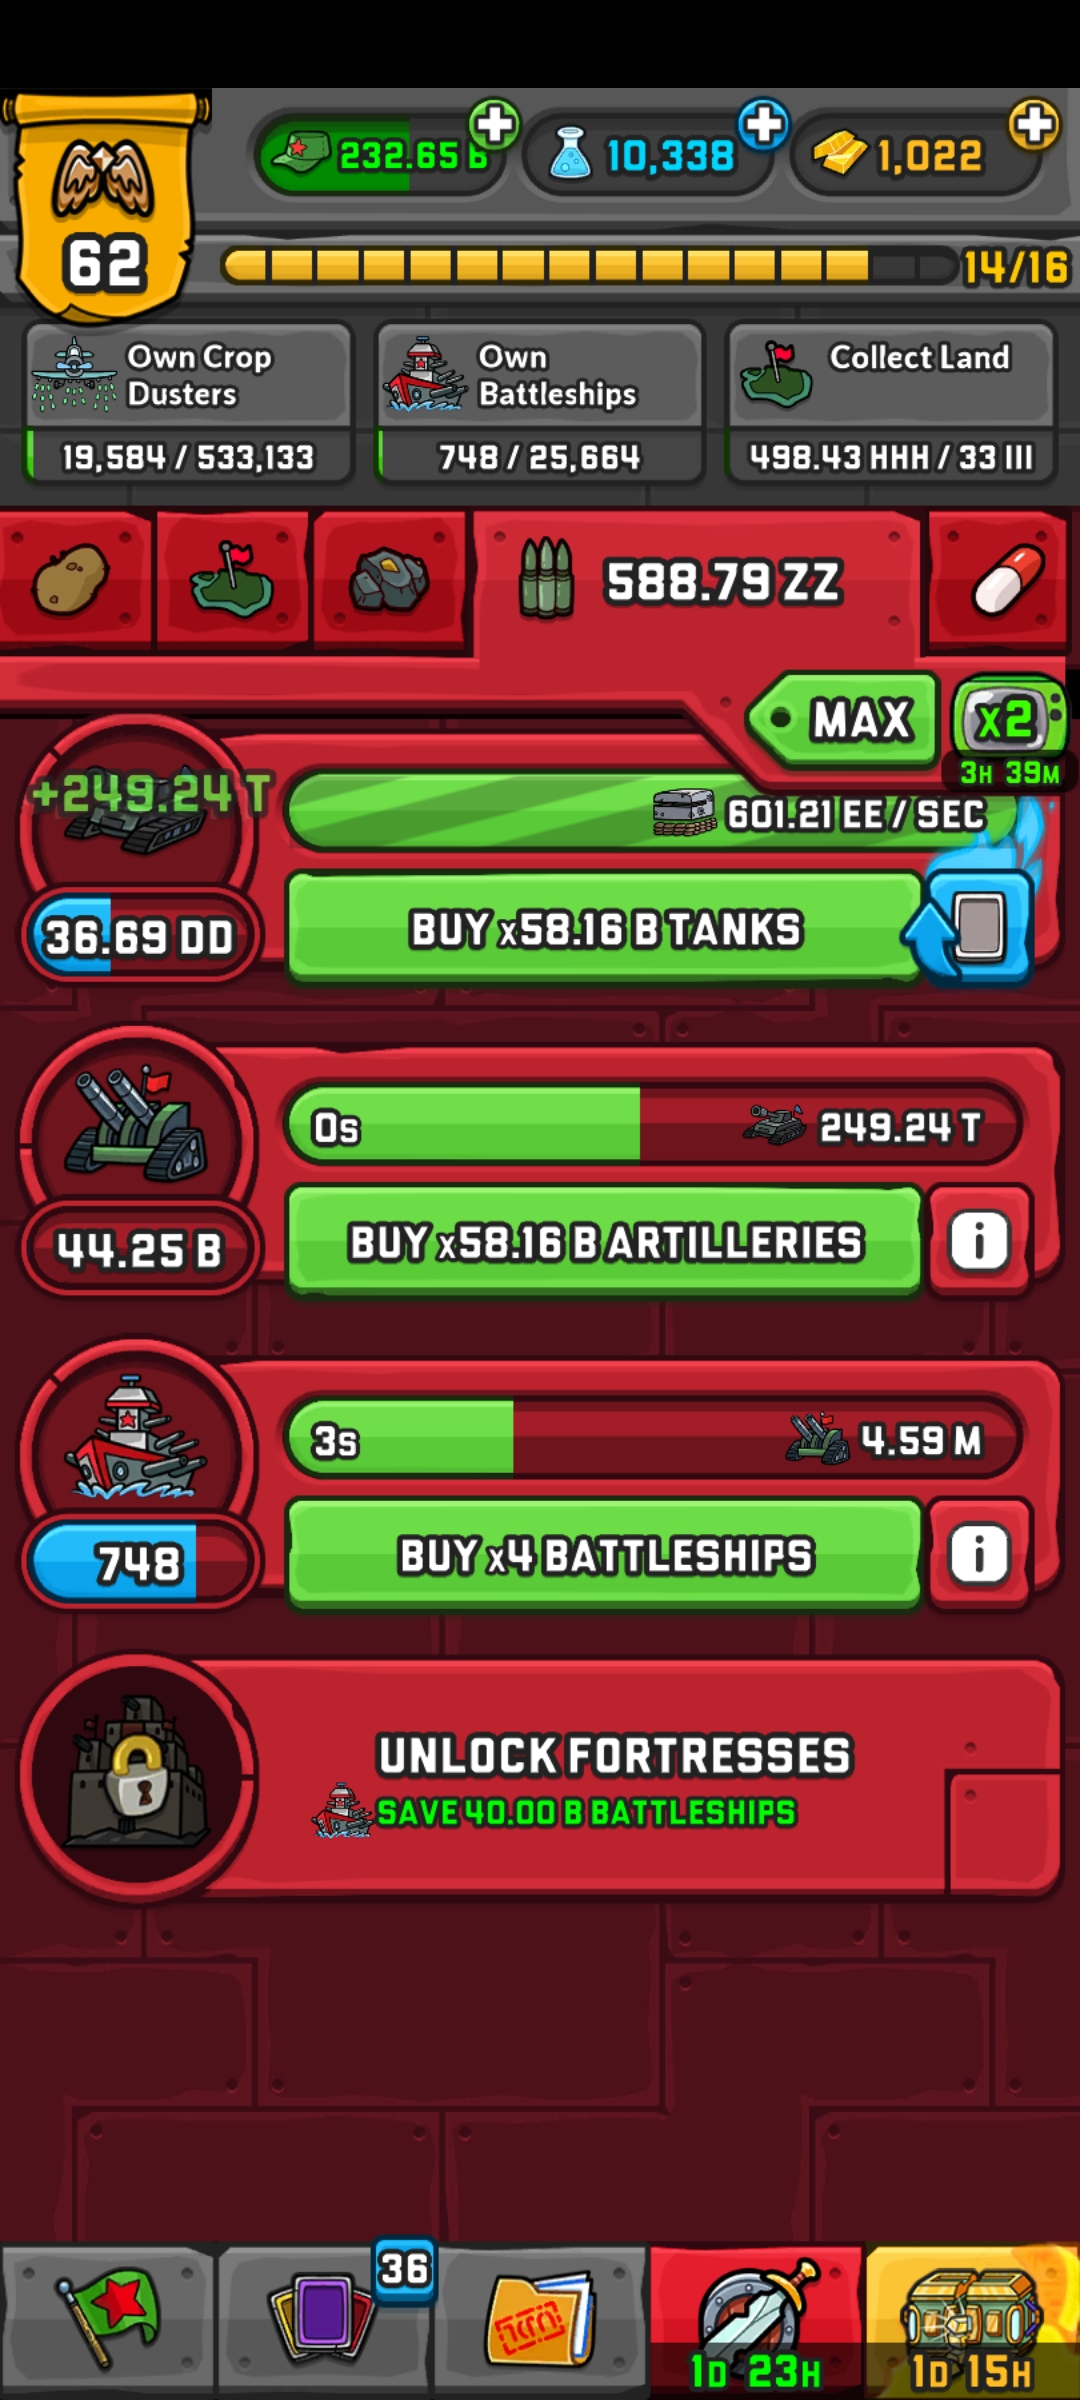 232.65 B
10,338
1,022
62
14/16
Own Crop
Dusters
19,584 / 533,133
Own
Battleships
748 / 25,664
Collect Land
498.43 HHH / 33 III
588.79 ZZ
MAX
x2
3H 39M
+249.24 T
601.21 EE / SEC
36.69 DD
BUY x58.16 B TANKS
0s
249.24 T
44.25 B
BUY x58.16 B ARTILLERIES
i
3s
4.59 M
748
BUY x4 BATTLESHIPS
i
UNLOCK FORTRESSES
SAVE 40.00 B BATTLESHIPS
36
1D 23H
1D 15H